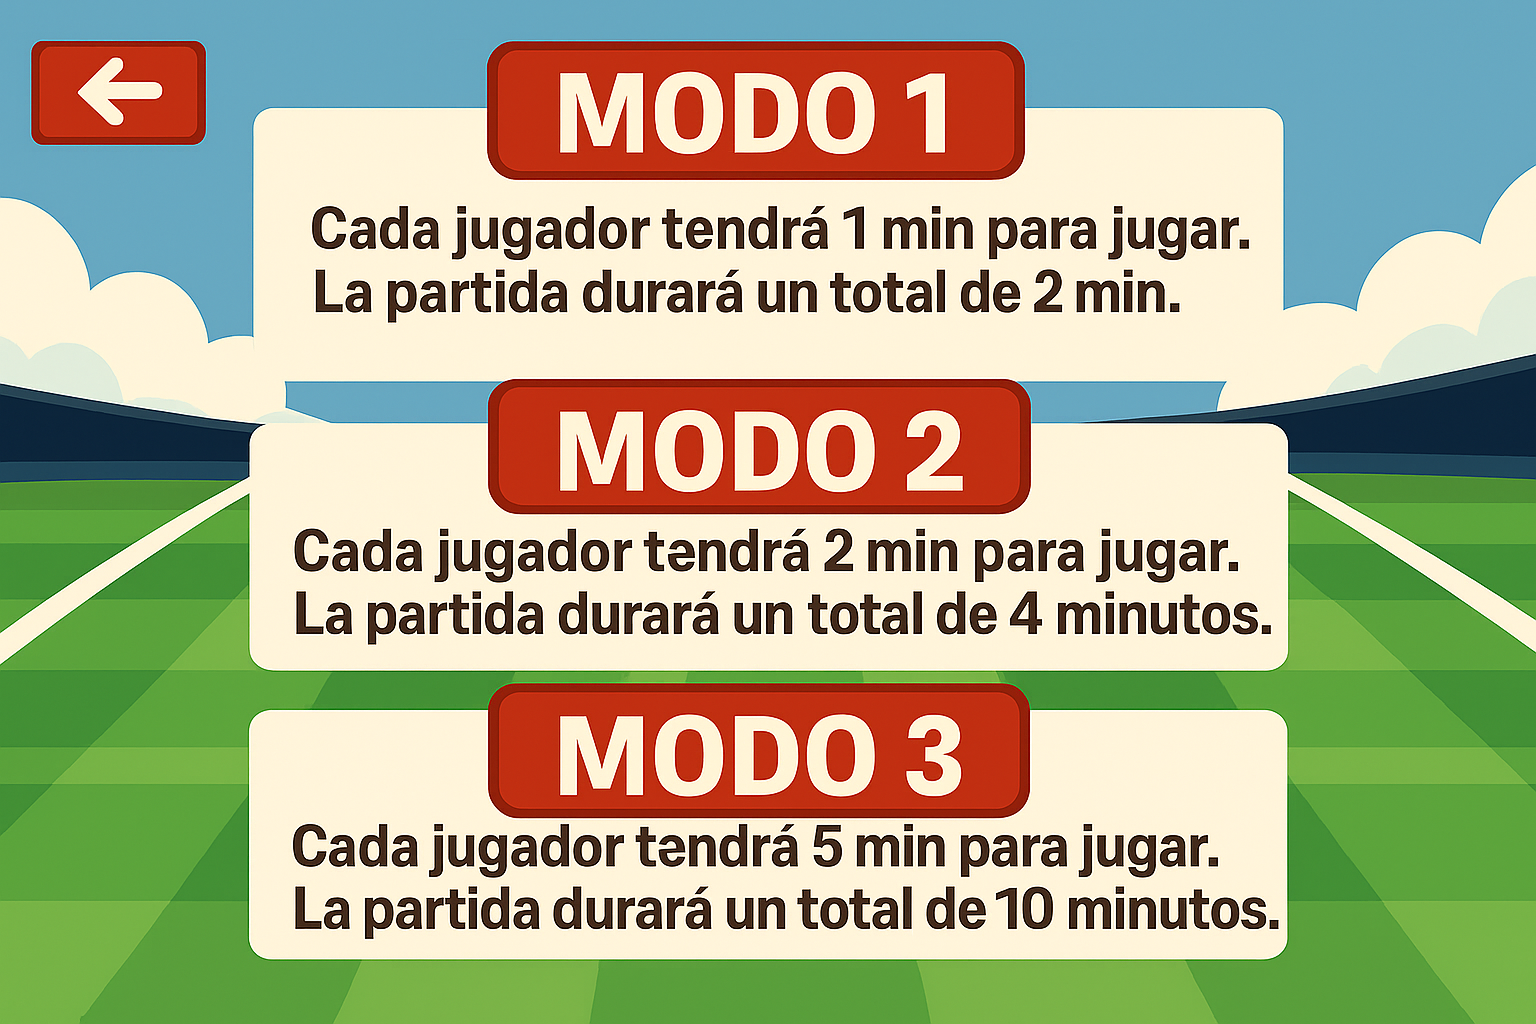 MODO 1
Cada jugador tendrá 1 min para jugar.
La partida durará un total de 2 min.
MODO 2
Cada jugador tendrá 2 min para jugar.
La partida durará un total de 4 minutos.
MODO 3
Cada jugador tendrá 5 min para jugar.
La partida durará un total de 10 minutos.